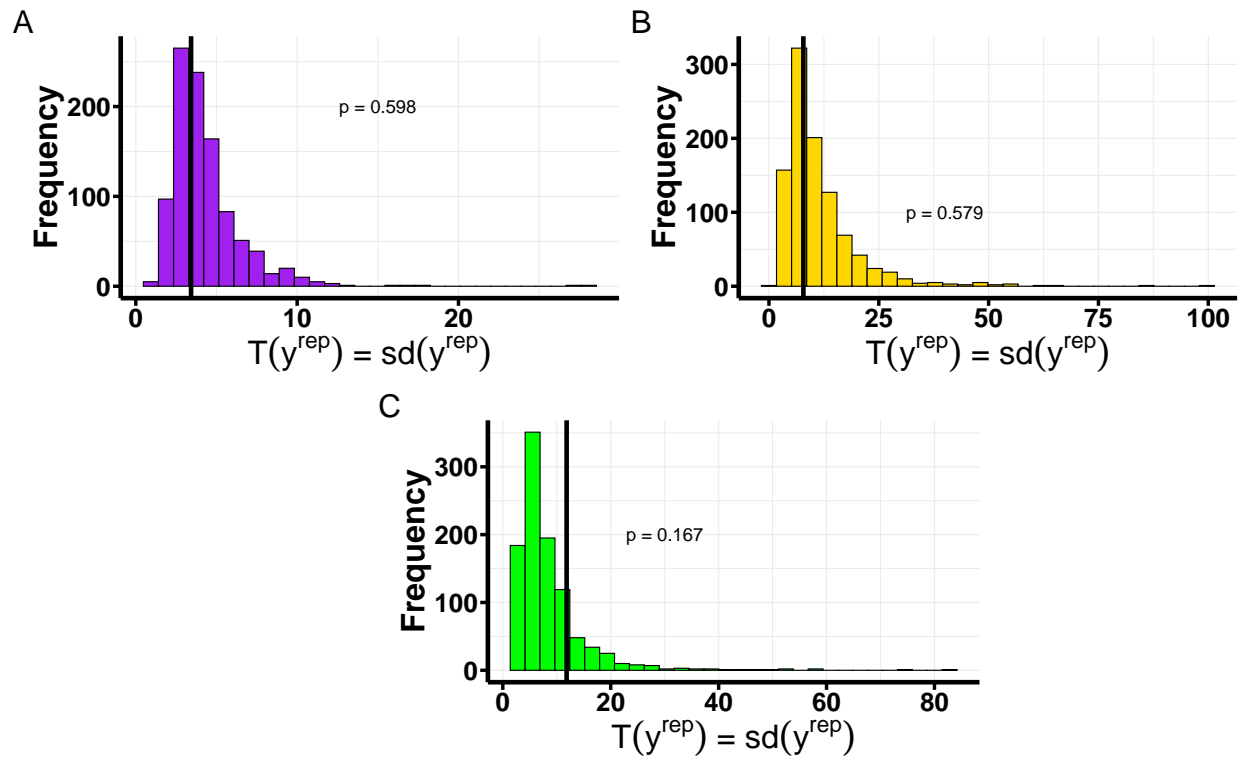 A
Frequency
200
100
0
p = 0.598
0 10 20
T(y^rep) = sd(y^rep)
B
Frequency
300
200
100
0
p = 0.579
0 25 50 75 100
T(y^rep) = sd(y^rep)
C
Frequency
300
200
100
0
p = 0.167
0 20 40 60 80
T(y^rep) = sd(y^rep)